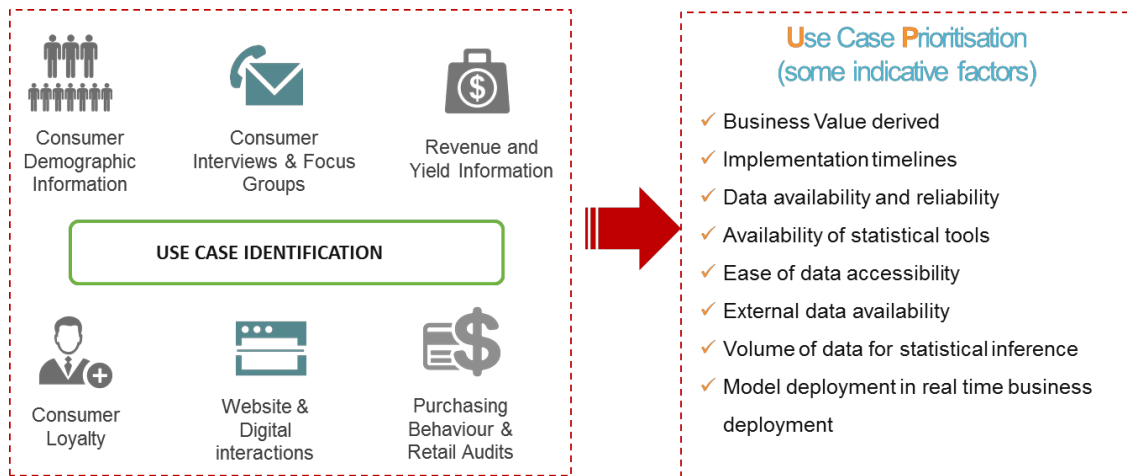 Consumer
Demographic
Information
Consumer
Interviews & Focus
Groups
Revenue and
Yield Information
USE CASE IDENTIFICATION
Consumer
Loyalty
Website &
Digital
interactions
Purchasing
Behaviour &
Retail Audits
Use Case Prioritisation
(some indicative factors)
✓ Business Value derived
✓ Implementation timelines
✓ Data availability and reliability
✓ Availability of statistical tools
✓ Ease of data accessibility
✓ External data availability
✓ Volume of data for statistical inference
✓ Model deployment in real time business
deployment